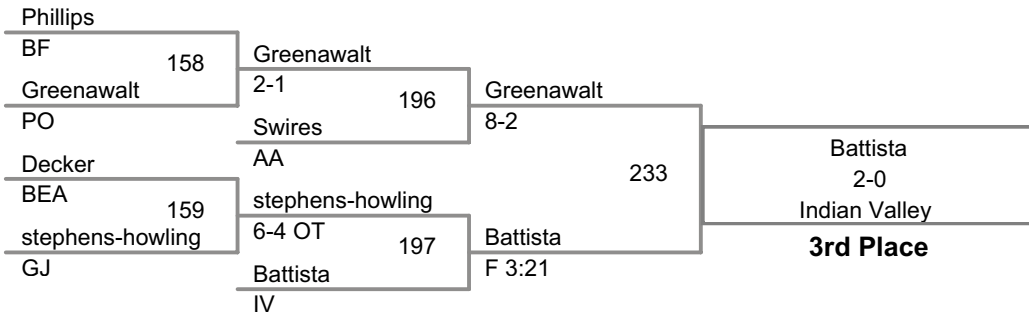 Phillips
BF
158
Greenawalt
PO
Decker
BEA
159
stephens-howling
GJ
Greenawalt
2-1
196
Swires
AA
stephens-howling
6-4 OT
197
Battista
IV
Greenawalt
8-2
233
Battista
F 3:21
Battista
2-0
Indian Valley
3rd Place